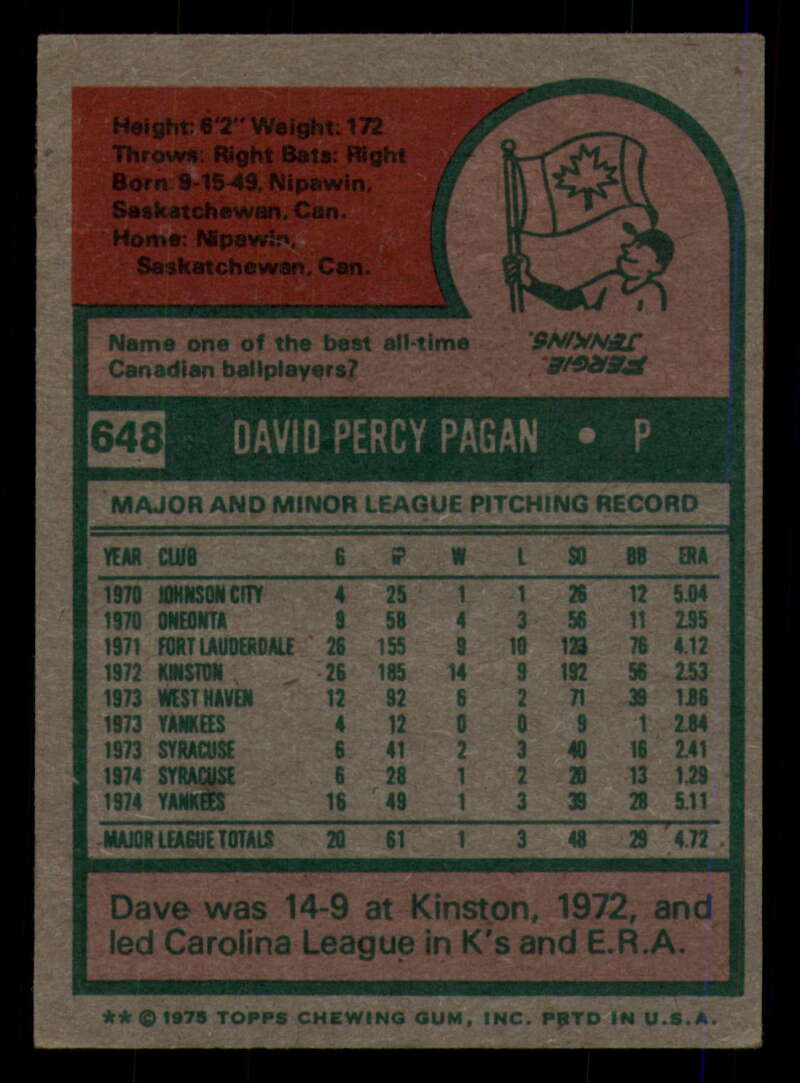 Height: 6'2" Weight: 172
Throws: Right Bats: Right
Born: 9-15-49, Nipawin,
Saskatchewan, Can.
Home: Nipawin,
Saskatchewan, Can.
Name one of the best all-time
Canadian ballplayers?
FERGIE
JENKINS.
648 DAVID PERCY PAGAN • P
MAJOR AND MINOR LEAGUE PITCHING RECORD
YEAR CLUB G IP W L SO BB ERA
1970 JOHNSON CITY 4 25 1 1 26 12 5.04
1970 ONEONTA 9 58 4 3 56 11 2.95
1971 FORT LAUDERDALE 26 155 9 10 123 76 4.12
1972 KINSTON 26 185 14 9 192 56 2.53
1973 WEST HAVEN 12 92 6 2 71 39 1.86
1973 YANKEES 4 12 0 0 9 1 2.84
1973 SYRACUSE 6 41 2 3 40 16 2.41
1974 SYRACUSE 6 28 1 2 20 13 1.29
1974 YANKEES 16 49 1 3 39 28 5.11
MAJOR LEAGUE TOTALS 20 61 1 3 48 29 4.72
Dave was 14-9 at Kinston, 1972, and
led Carolina League in K's and E.R.A.
** © 1975 TOPPS CHEWING GUM, INC. PRTD IN U.S.A.